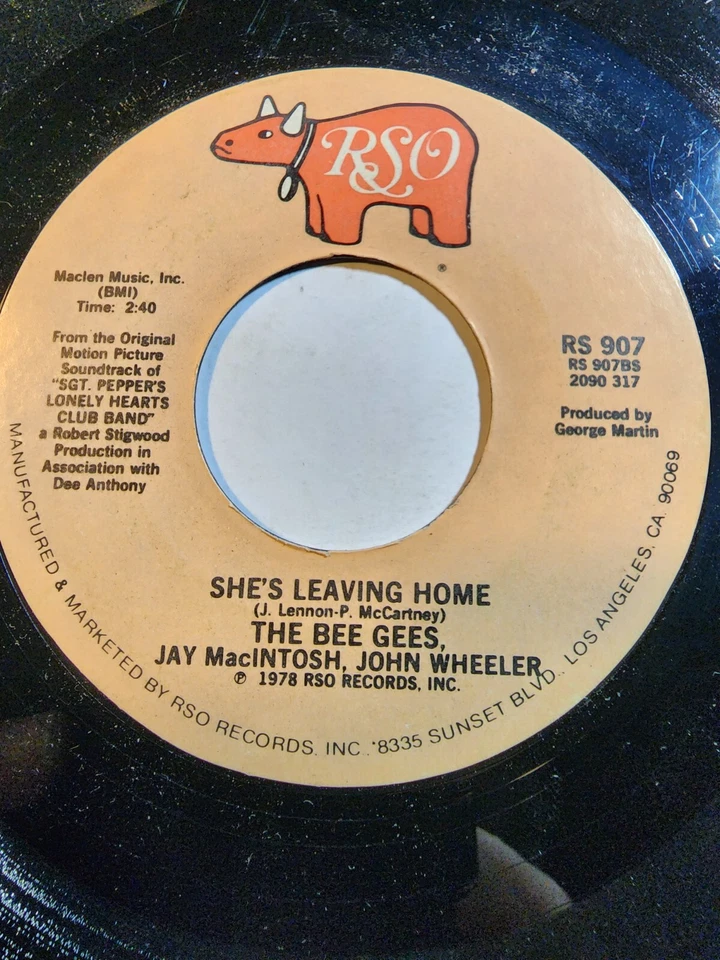 RSO
Maclen Music, Inc.
(BMI)
Time: 2:40
From the Original
Motion Picture
Soundtrack of
"SGT. PEPPER'S
LONELY HEARTS
CLUB BAND"
a Robert Stigwood
Production in
Association with
Dee Anthony
RS 907
RS 907BS
2090 317
Produced by
George Martin
SHE'S LEAVING HOME
(J. Lennon-P. McCartney)
THE BEE GEES,
JAY MacINTOSH, JOHN WHEELER
℗ 1978 RSO RECORDS, INC.
MANUFACTURED & MARKETED BY RSO RECORDS, INC. 8335 SUNSET BLVD., LOS ANGELES, CA. 90069